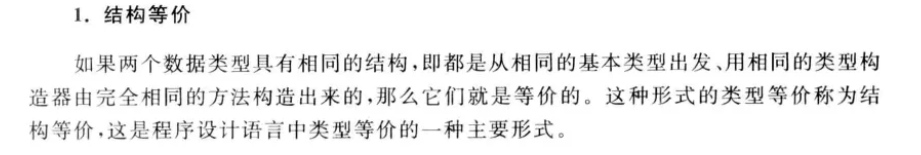 1. 结构等价
如果两个数据类型具有相同的结构,即都是从相同的基本类型出发、用相同的类型构
造器由完全相同的方法构造出来的,那么它们就是等价的。这种形式的类型等价称为结
构等价,这是程序设计语言中类型等价的一种主要形式。